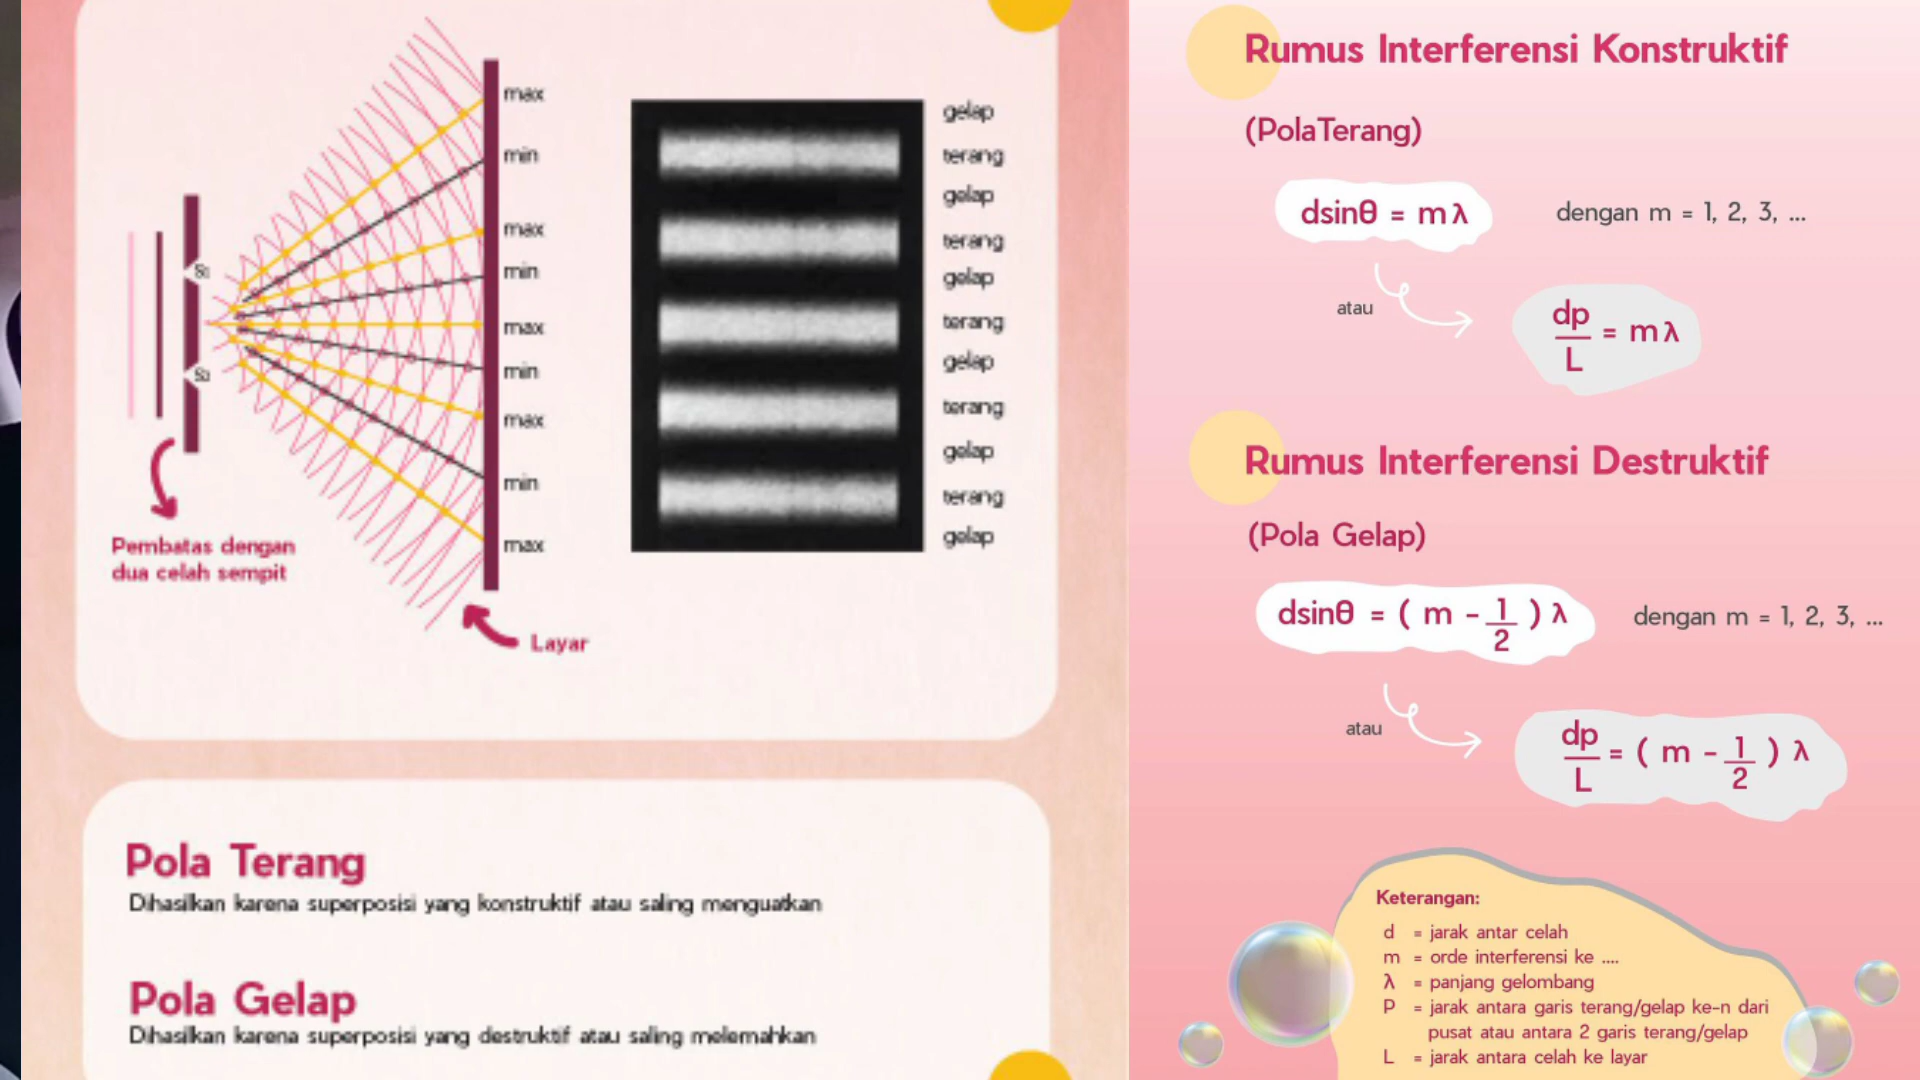 max
min
max
min
max
min
max
min
max
S1
S2
Pembatas dengan
dua celah sempit
Layar
gelap
terang
gelap
terang
gelap
terang
gelap
terang
gelap
terang
gelap
Pola Terang
Dihasilkan karena superposisi yang konstruktif atau saling menguatkan
Pola Gelap
Dihasilkan karena superposisi yang destruktif atau saling melemahkan
Rumus Interferensi Konstruktif
(PolaTerang)
dsinθ = mλ dengan m = 1, 2, 3, ...
atau
dp/L = mλ
Rumus Interferensi Destruktif
(Pola Gelap)
dsinθ = ( m - 1/2 ) λ dengan m = 1, 2, 3, ...
atau
dp/L = ( m - 1/2 ) λ
Keterangan:
d = jarak antar celah
m = orde interferensi ke ....
λ = panjang gelombang
P = jarak antara garis terang/gelap ke-n dari
pusat atau antara 2 garis terang/gelap
L = jarak antara celah ke layar